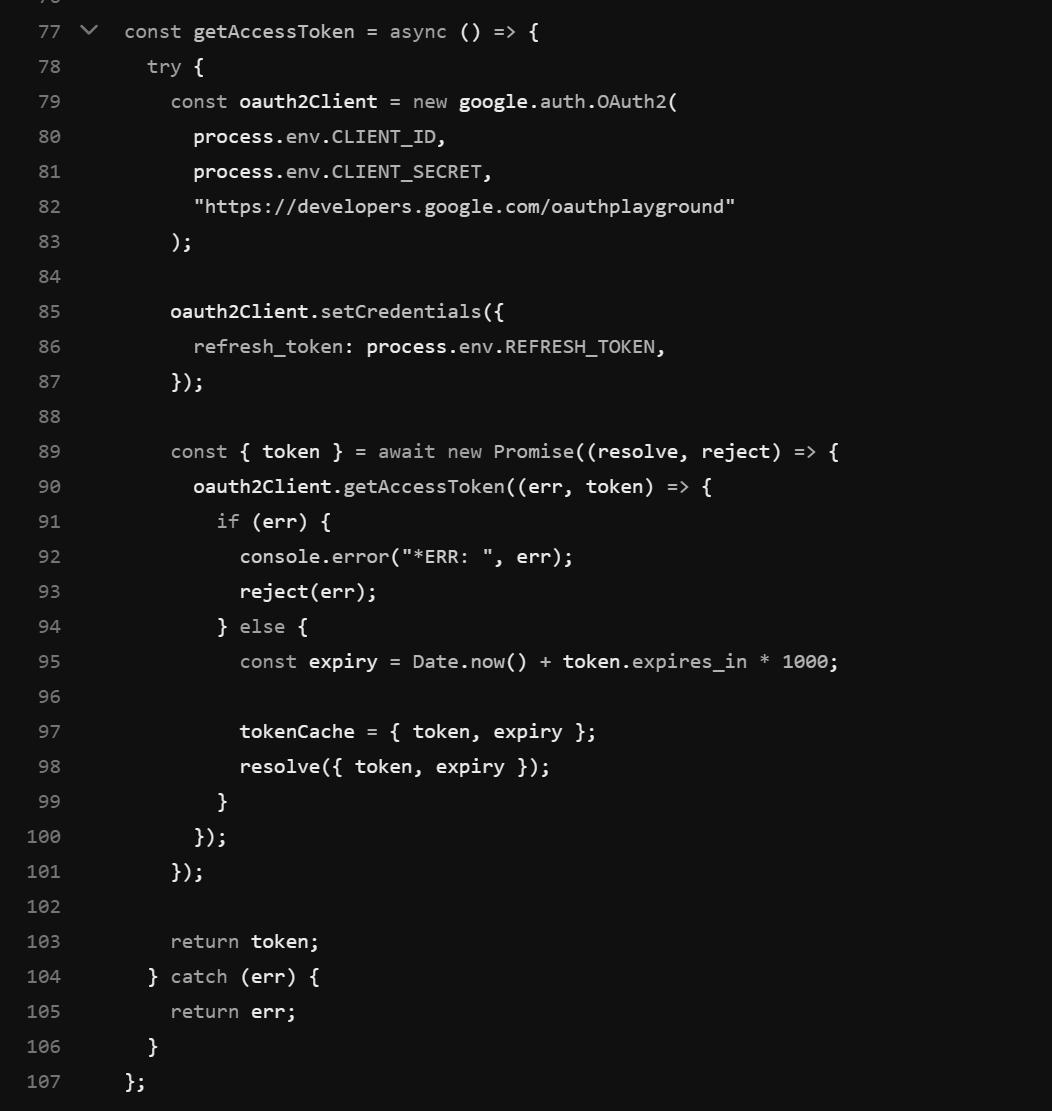 77 const getAccessToken = async () => {
78 try {
79 const oauth2Client = new google.auth.OAuth2(
80 process.env.CLIENT_ID,
81 process.env.CLIENT_SECRET,
82 "https://developers.google.com/oauthplayground"
83 );
84
85 oauth2Client.setCredentials({
86 refresh_token: process.env.REFRESH_TOKEN,
87 });
88
89 const { token } = await new Promise((resolve, reject) => {
90 oauth2Client.getAccessToken((err, token) => {
91 if (err) {
92 console.error("*ERR: ", err);
93 reject(err);
94 } else {
95 const expiry = Date.now() + token.expires_in * 1000;
96
97 tokenCache = { token, expiry };
98 resolve({ token, expiry });
99 }
100 });
101 });
102
103 return token;
104 } catch (err) {
105 return err;
106 }
107 };